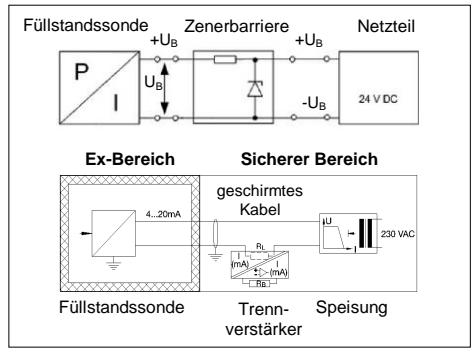 Füllstandssonde Zenerbarriere Netzteil
+UB +UB
P
I
UB
24 V DC
-UB
Ex-Bereich Sicherer Bereich
geschirmtes
Kabel
4...20mA
U
I
230 VAC
RL
I
(mA)
I
(mA)
RB
Füllstandssonde Trenn-
verstärker Speisung